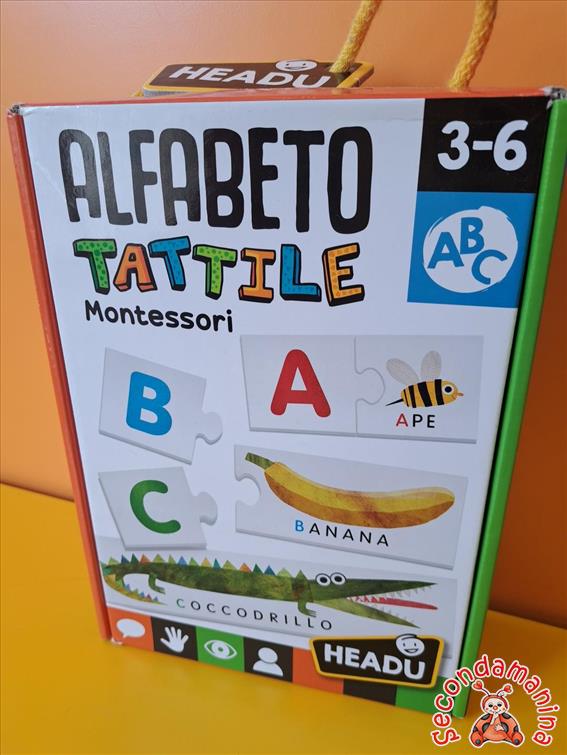 HEADU
ALFABETO
3-6
TATTILE
ABC
Montessori
B
A
APE
C
BANANA
COCCODRILLO
HEADU
Secondamanina